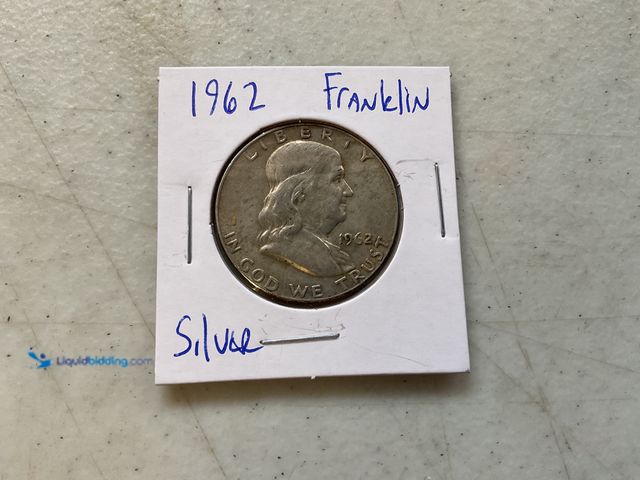 1962 Franklin
LIBERTY
1962
IN GOD WE TRUST
Silver
Liquidbidding.com